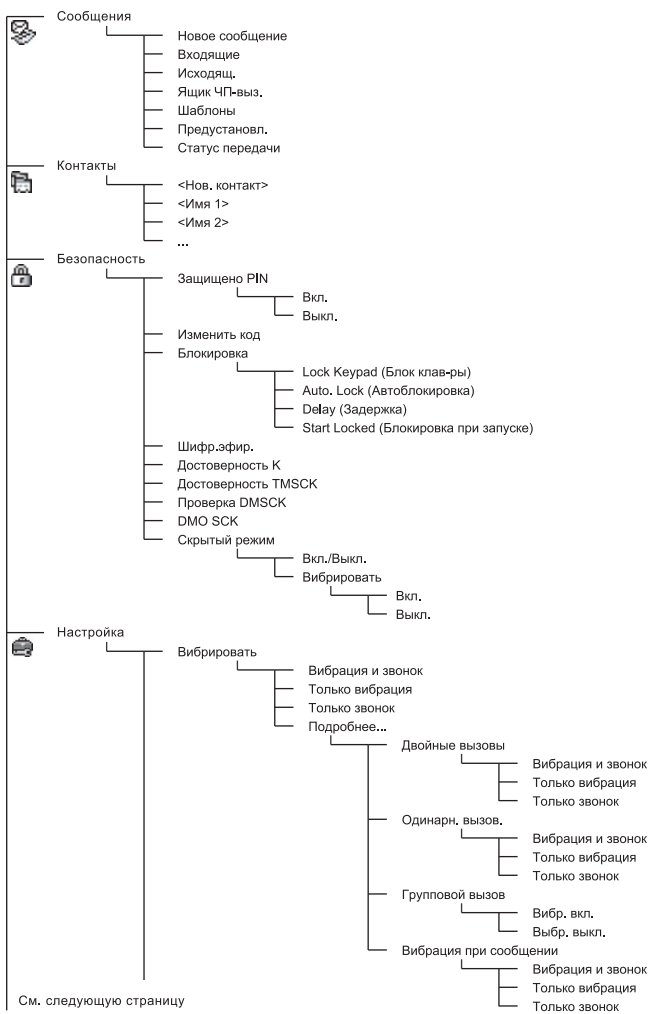 Сообщения
Новое сообщение
Входящие
Исходящ.
Ящик ЧП-выз.
Шаблоны
Предустановл.
Статус передачи
Контакты
<Нов. контакт>
<Имя 1>
<Имя 2>
...
Безопасность
Защищено PIN
Вкл.
Выкл.
Изменить код
Блокировка
Lock Keypad (Блок клав-ры)
Auto. Lock (Автоблокировка)
Delay (Задержка)
Start Locked (Блокировка при запуске)
Шифр.эфир.
Достоверность K
Достоверность TMSCK
Проверка DMSCK
DMO SCK
Скрытый режим
Вкл./Выкл.
Вибрировать
Вкл.
Выкл.
Настройка
Вибрировать
Вибрация и звонок
Только вибрация
Только звонок
Подробнее...
Двойные вызовы
Вибрация и звонок
Только вибрация
Только звонок
Одинарн. вызов.
Вибрация и звонок
Только вибрация
Только звонок
Групповой вызов
Вибр. вкл.
Выбр. выкл.
Вибрация при сообщении
Вибрация и звонок
Только вибрация
Только звонок
См. следующую страницу